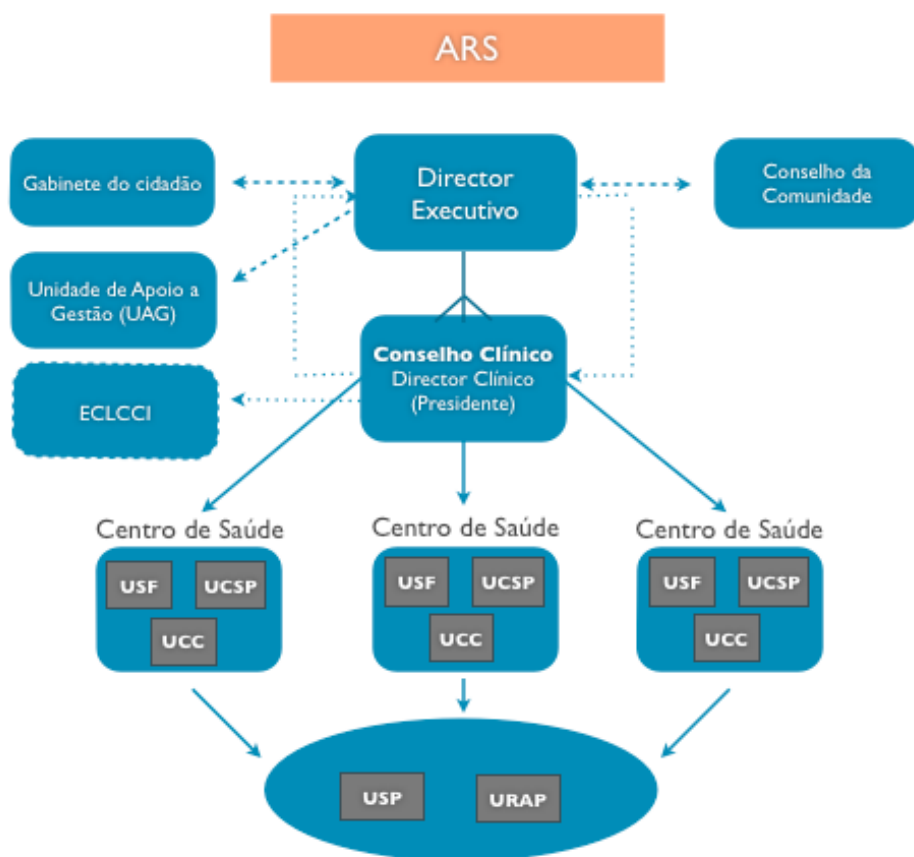 ARS
Gabinete do cidadão
Director
Executivo
Conselho da
Comunidade
Unidade de Apoio a
Gestão (UAG)
Conselho Clínico
Director Clínico
(Presidente)
ECLCCI
Centro de Saúde
Centro de Saúde
Centro de Saúde
USF
UCSP
UCC
USF
UCSP
UCC
USF
UCSP
UCC
USP
URAP